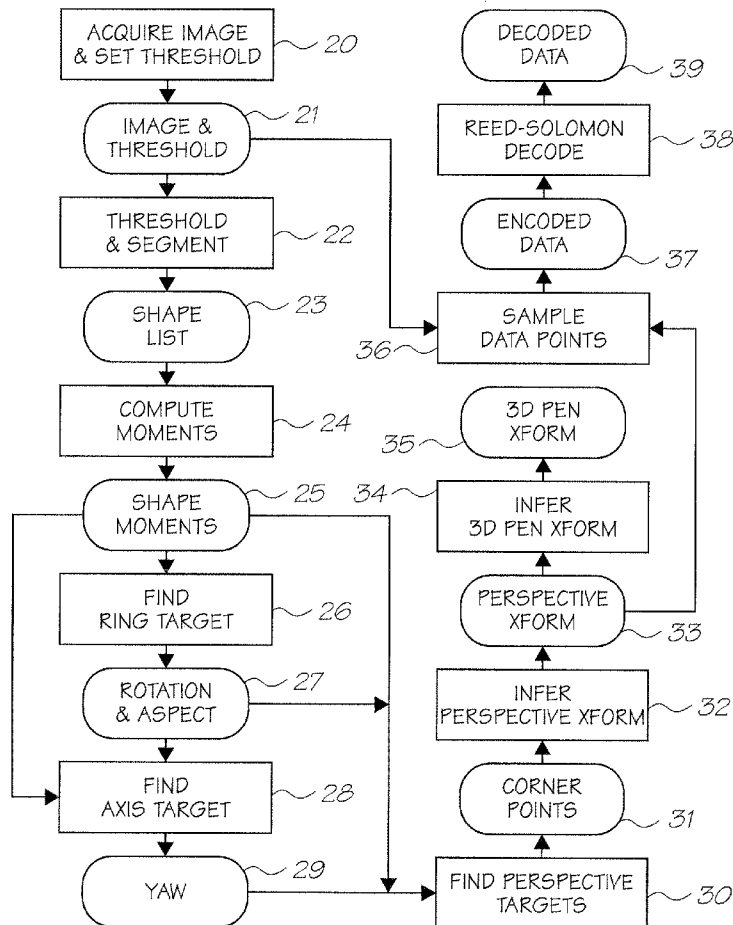 ACQUIRE IMAGE
& SET THRESHOLD
20
IMAGE &
THRESHOLD
21
THRESHOLD
& SEGMENT
22
SHAPE
LIST
23
COMPUTE
MOMENTS
24
SHAPE
MOMENTS
25
FIND
RING TARGET
26
ROTATION
& ASPECT
27
FIND
AXIS TARGET
28
YAW
29
FIND PERSPECTIVE
TARGETS
30
CORNER
POINTS
31
INFER
PERSPECTIVE XFORM
32
PERSPECTIVE
XFORM
33
INFER
3D PEN XFORM
34
3D PEN
XFORM
35
SAMPLE
DATA POINTS
36
ENCODED
DATA
37
REED-SOLOMON
DECODE
38
DECODED
DATA
39